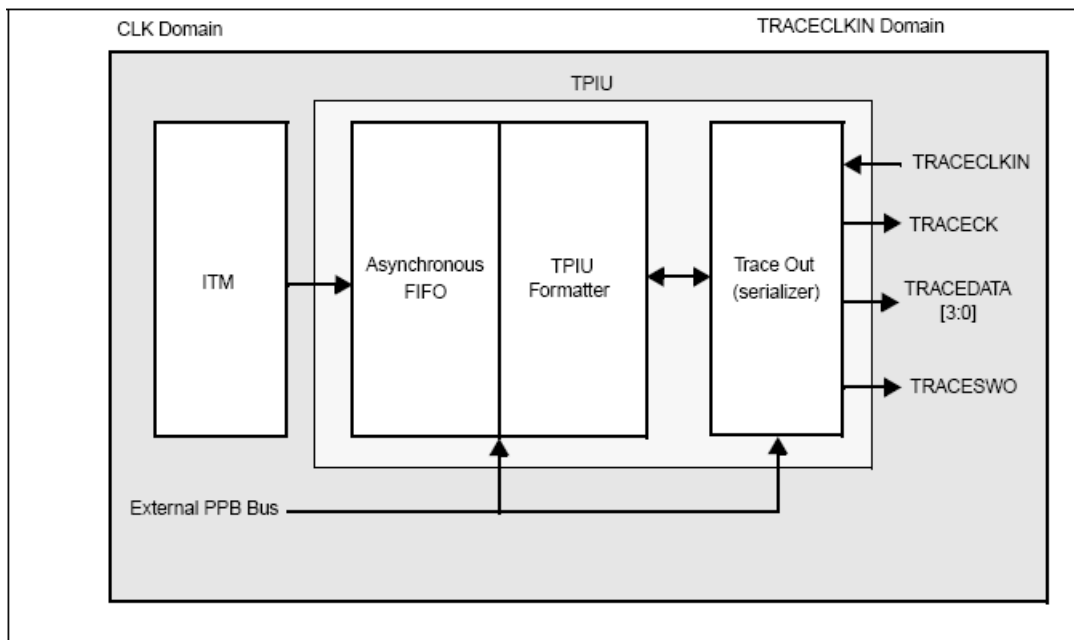 CLK Domain
TRACECLKIN Domain
TPIU
ITM
Asynchronous
FIFO
TPIU
Formatter
Trace Out
(serializer)
TRACECLKIN
TRACECK
TRACEDATA
[3:0]
TRACESWO
External PPB Bus